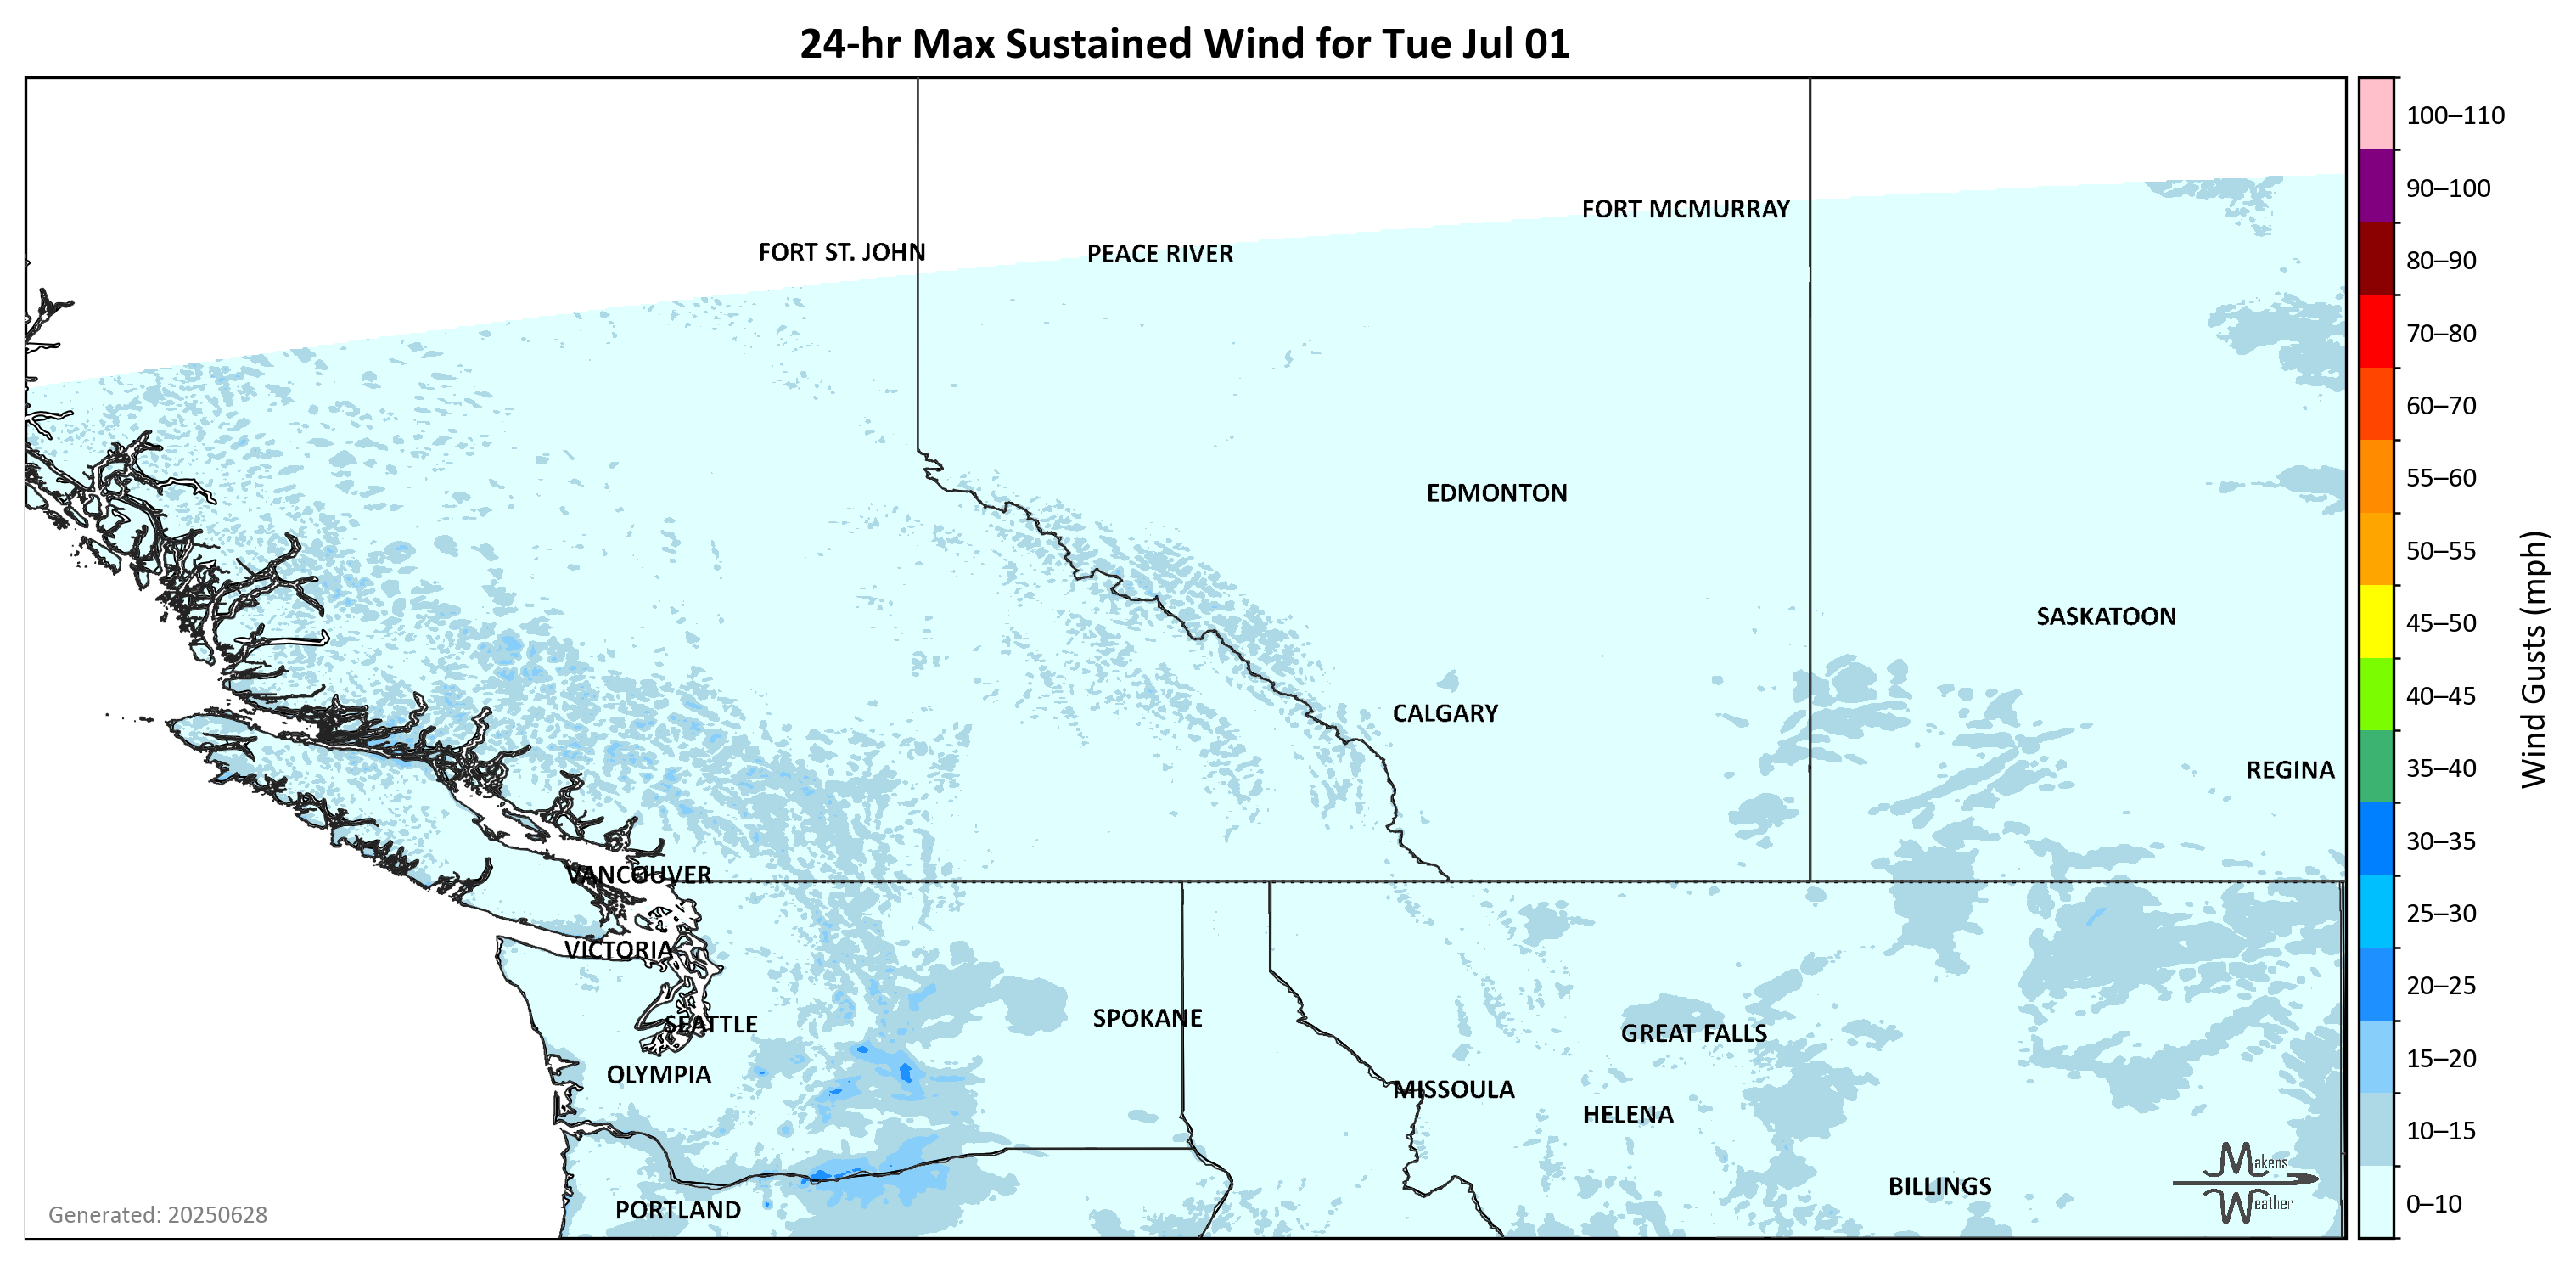 24-hr Max Sustained Wind for Tue Jul 01
FORT MCMURRAY
FORT ST. JOHN
PEACE RIVER
EDMONTON
SASKATOON
CALGARY
REGINA
VANCOUVER
VICTORIA
SEATTLE
SPOKANE
GREAT FALLS
OLYMPIA
MISSOULA
HELENA
BILLINGS
PORTLAND
Generated: 20250628
Makens
Weather
100–110
90–100
80–90
70–80
60–70
55–60
50–55
45–50
40–45
35–40
30–35
25–30
20–25
15–20
10–15
0–10
Wind Gusts (mph)